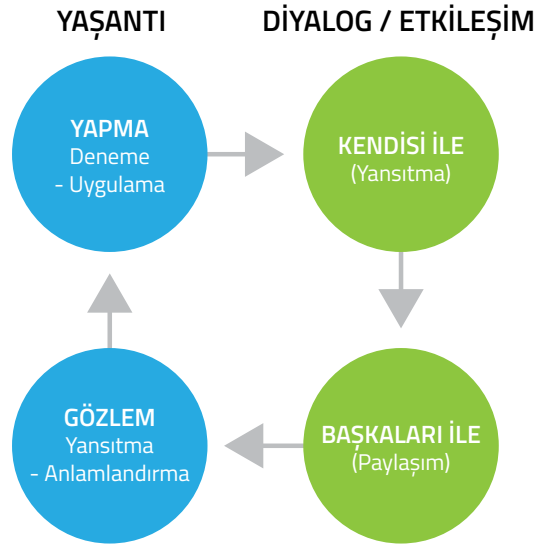 YAŞANTI
DİYALOG / ETKİLEŞİM
YAPMA
Deneme
- Uygulama
KENDİSİ İLE
(Yansıtma)
GÖZLEM
Yansıtma
- Anlamlandırma
BAŞKALARI İLE
(Paylaşım)